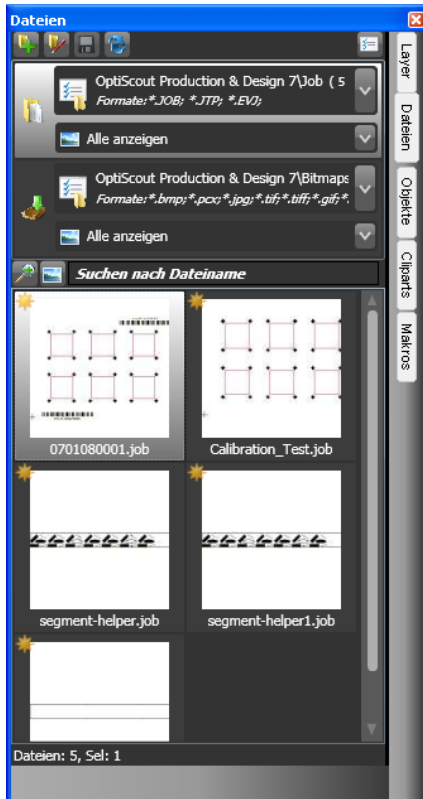 Dateien
OptiScout Production & Design 7\Job ( 5
Formate:*.JOB; *.JTP; *.EVJ;
Alle anzeigen
OptiScout Production & Design 7\Bitmaps
Formate:*.bmp;*.pcx;*.jpg;*.tif;*.tiff;*.gif;*.
Alle anzeigen
Suchen nach Dateiname
0701080001.job
Calibration_Test.job
segment-helper.job
segment-helper1.job
Dateien: 5, Sel: 1
Layer
Dateien
Objekte
Cliparts
Makros